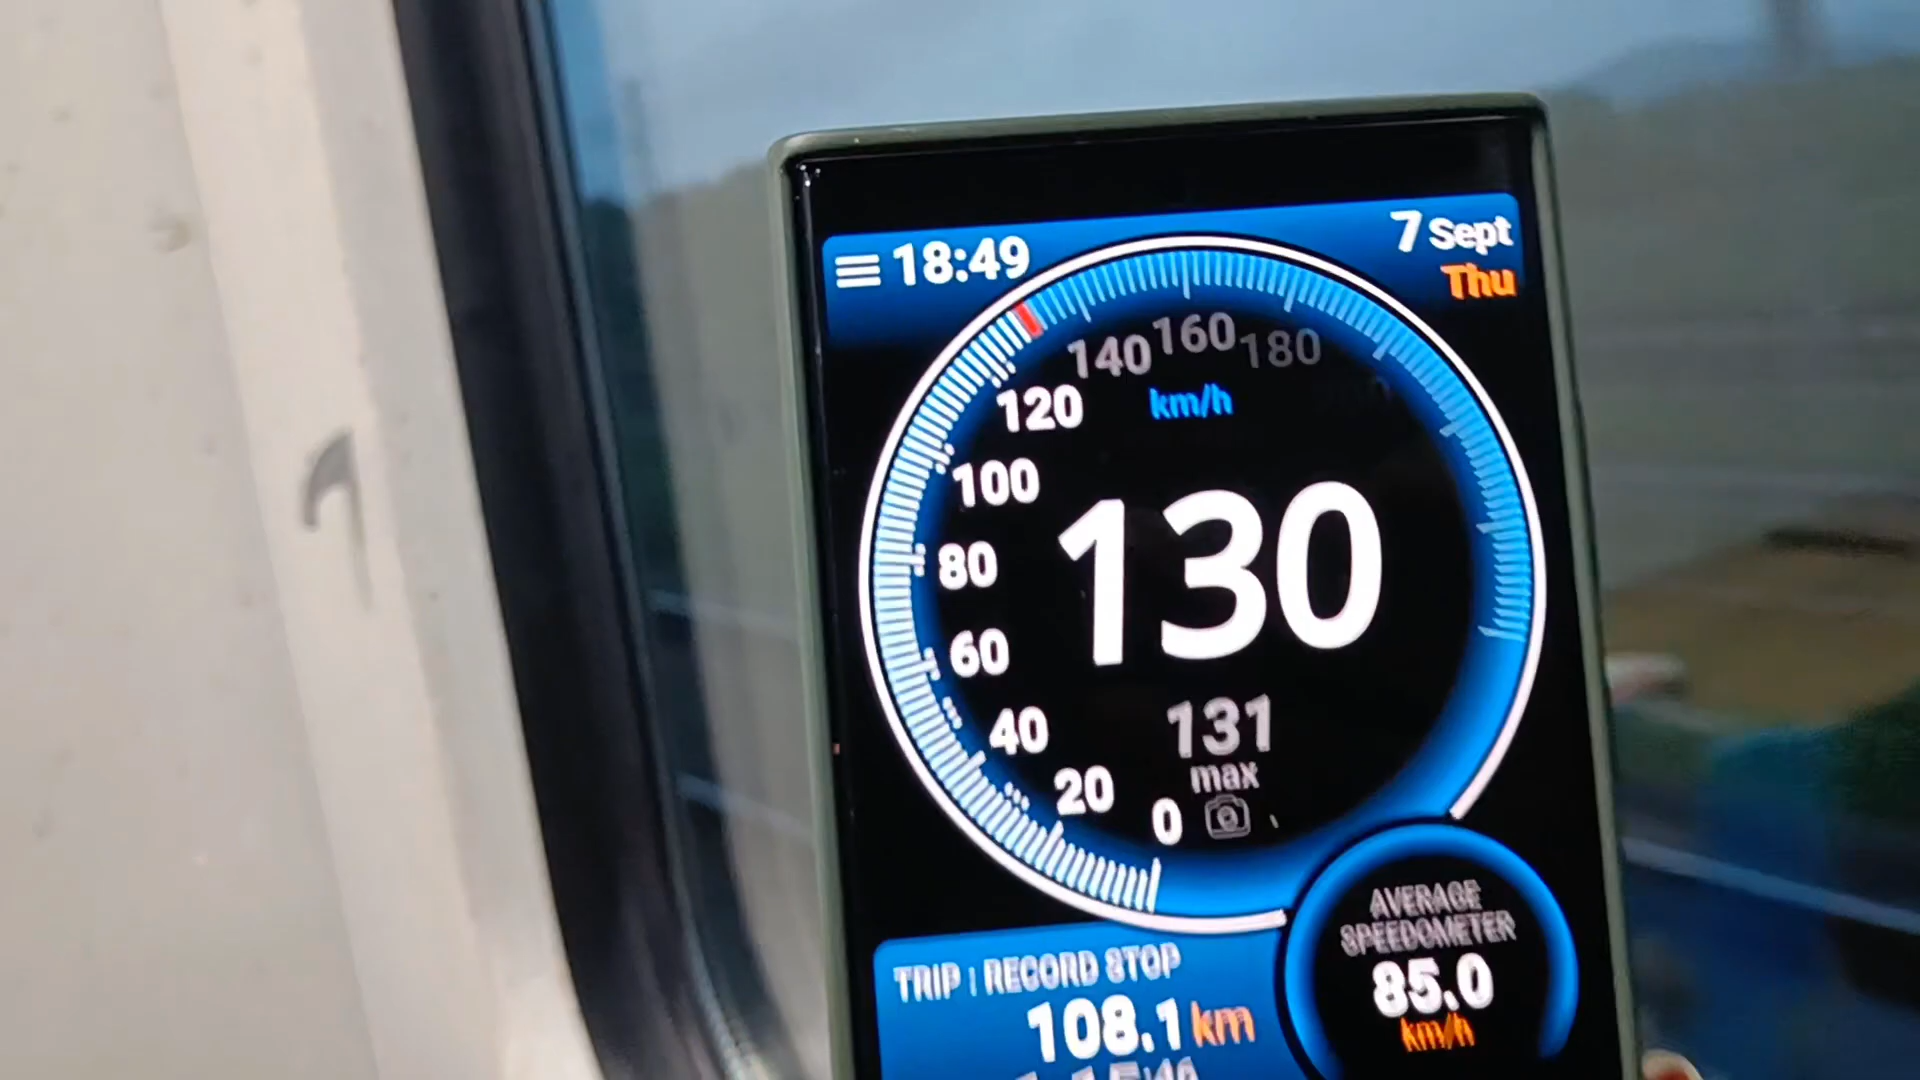 18:49
7 Sept
Thu
140 160 180
120
km/h
100
130
80
60
131
40
max
20
0
AVERAGE
SPEEDOMETER
85.0
km/h
TRIP : RECORD STOP
108.1 km